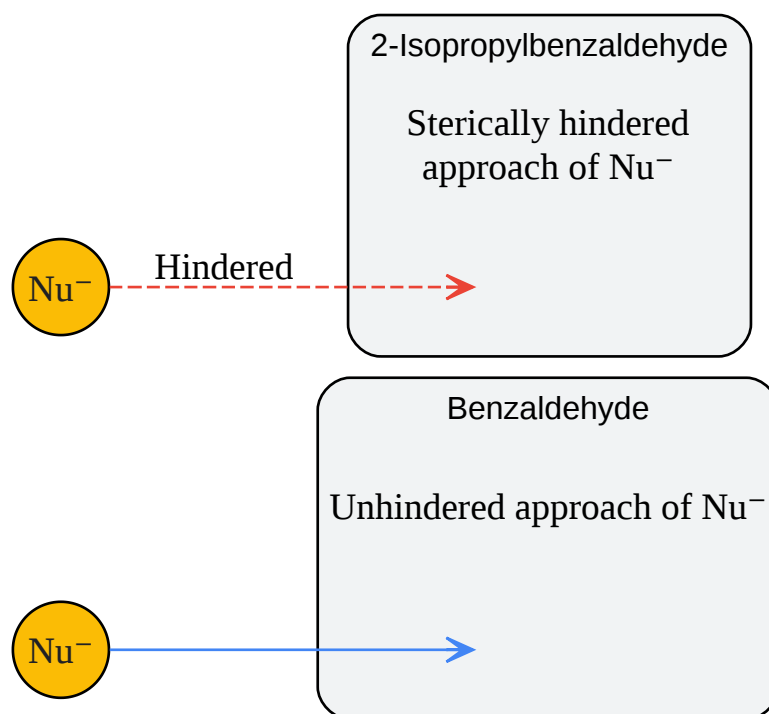 2-Isopropylbenzaldehyde
Sterically hindered
approach of Nu⁻
Hindered
Nu⁻
Benzaldehyde
Unhindered approach of Nu⁻
Nu⁻